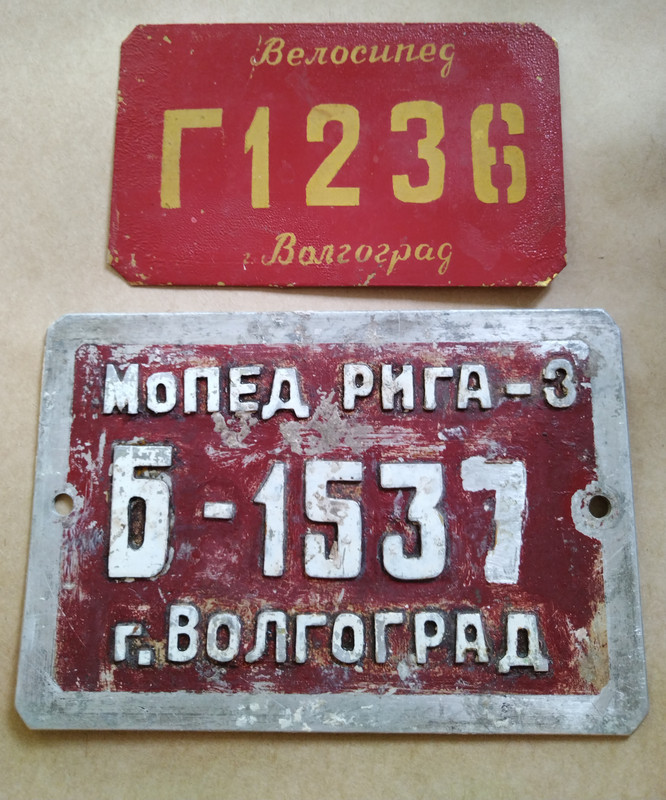 Велосипед
Г1236
г. Волгоград
МОПЕД РИГА-3
Б-1537
г. ВОЛГОГРАД